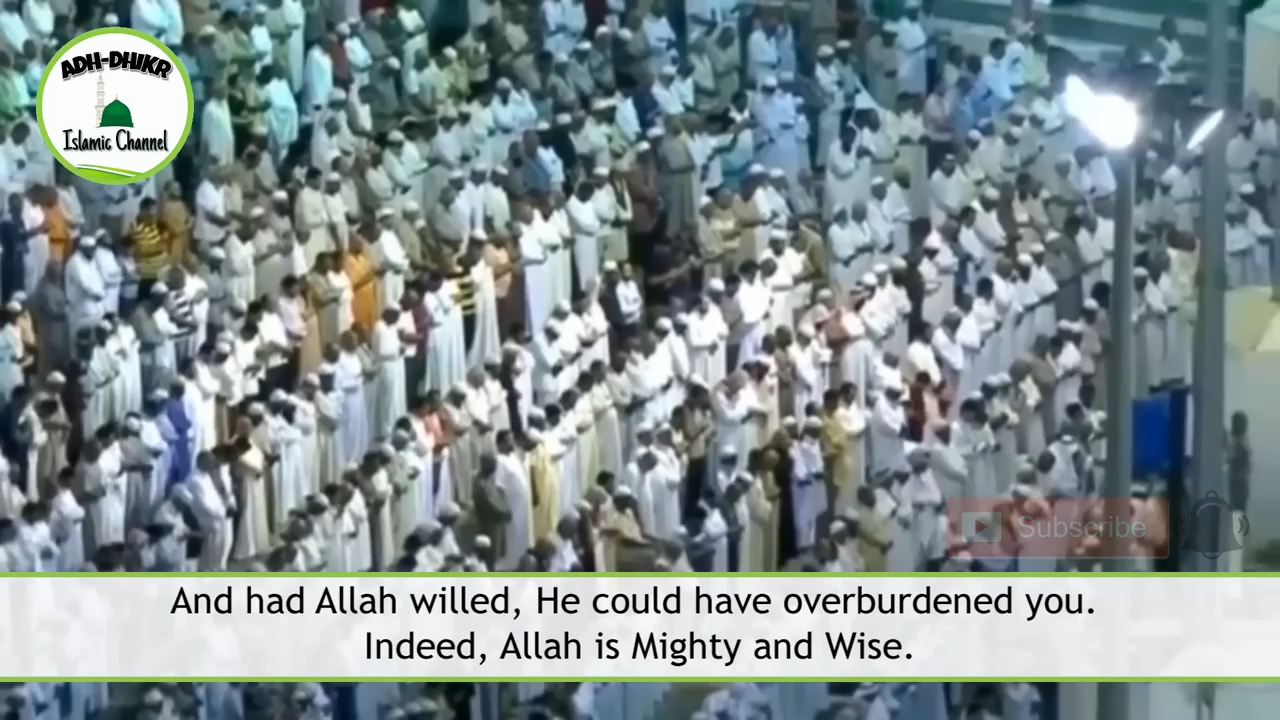 ADH-DHIKR
Islamic Channel
Subscribe
And had Allah willed, He could have overburdened you.
Indeed, Allah is Mighty and Wise.